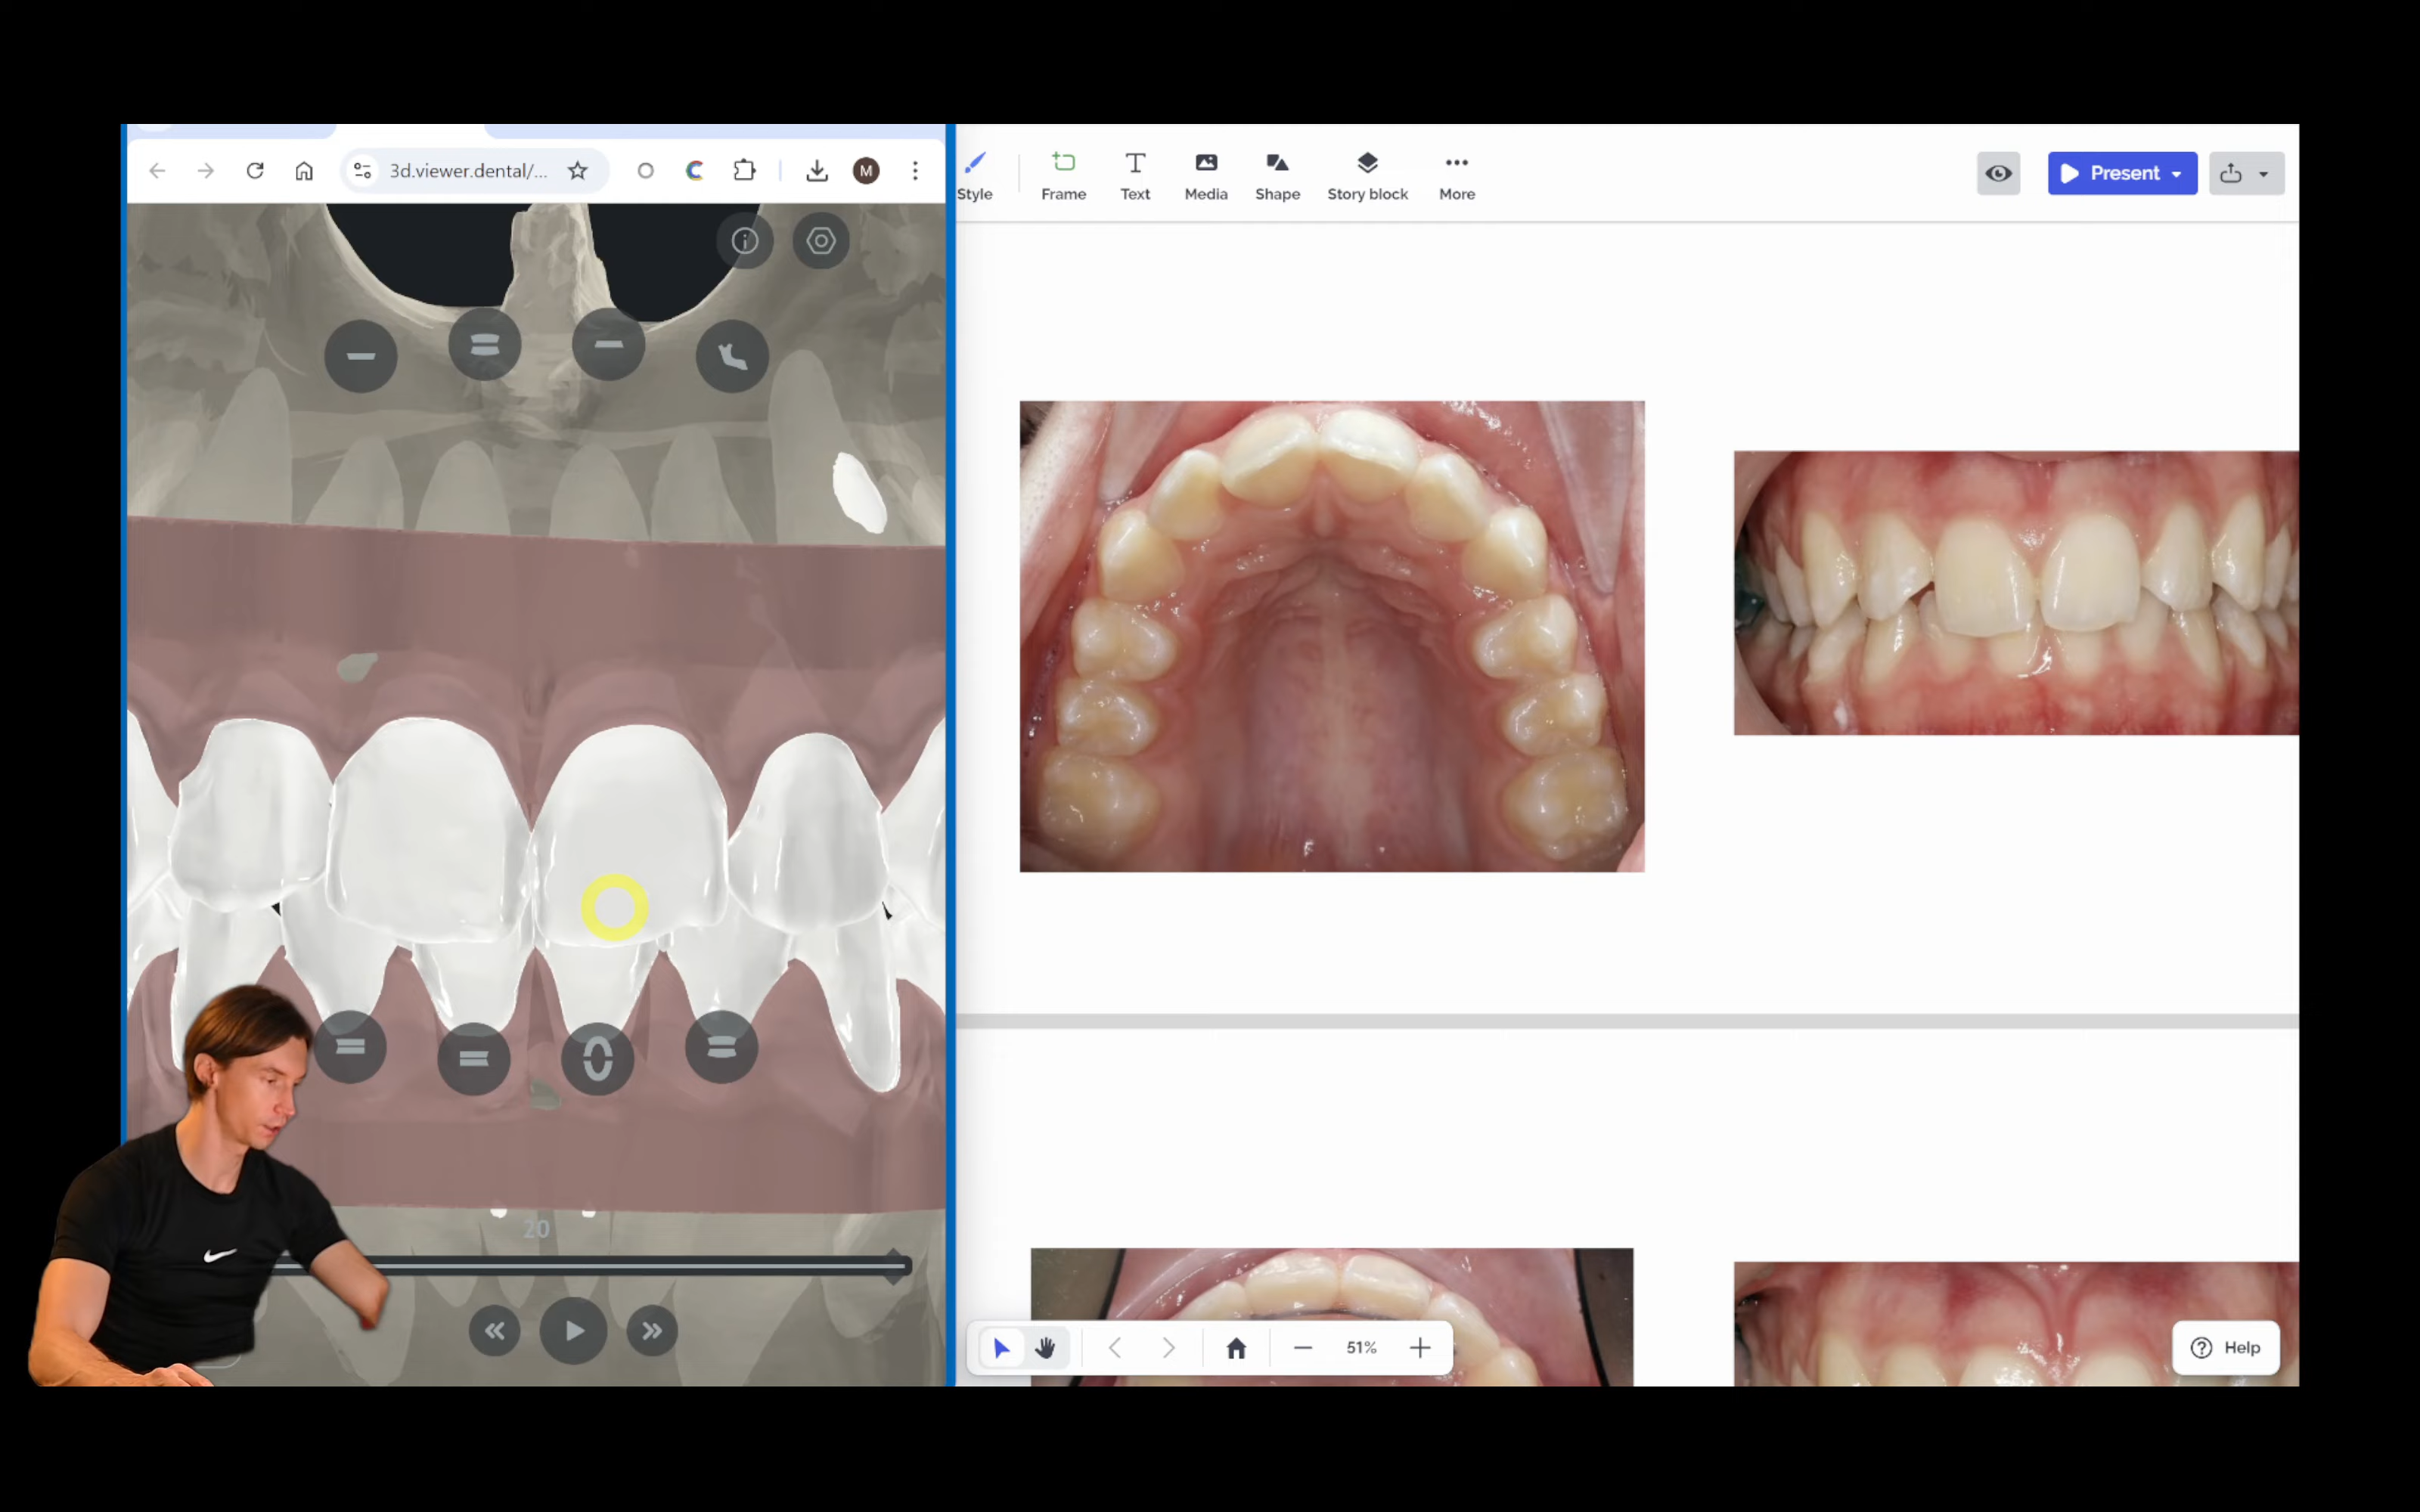 3d.viewer.dental/...
M
Style
Frame
Text
Media
Shape
Story block
More
Present
20
51%
Help